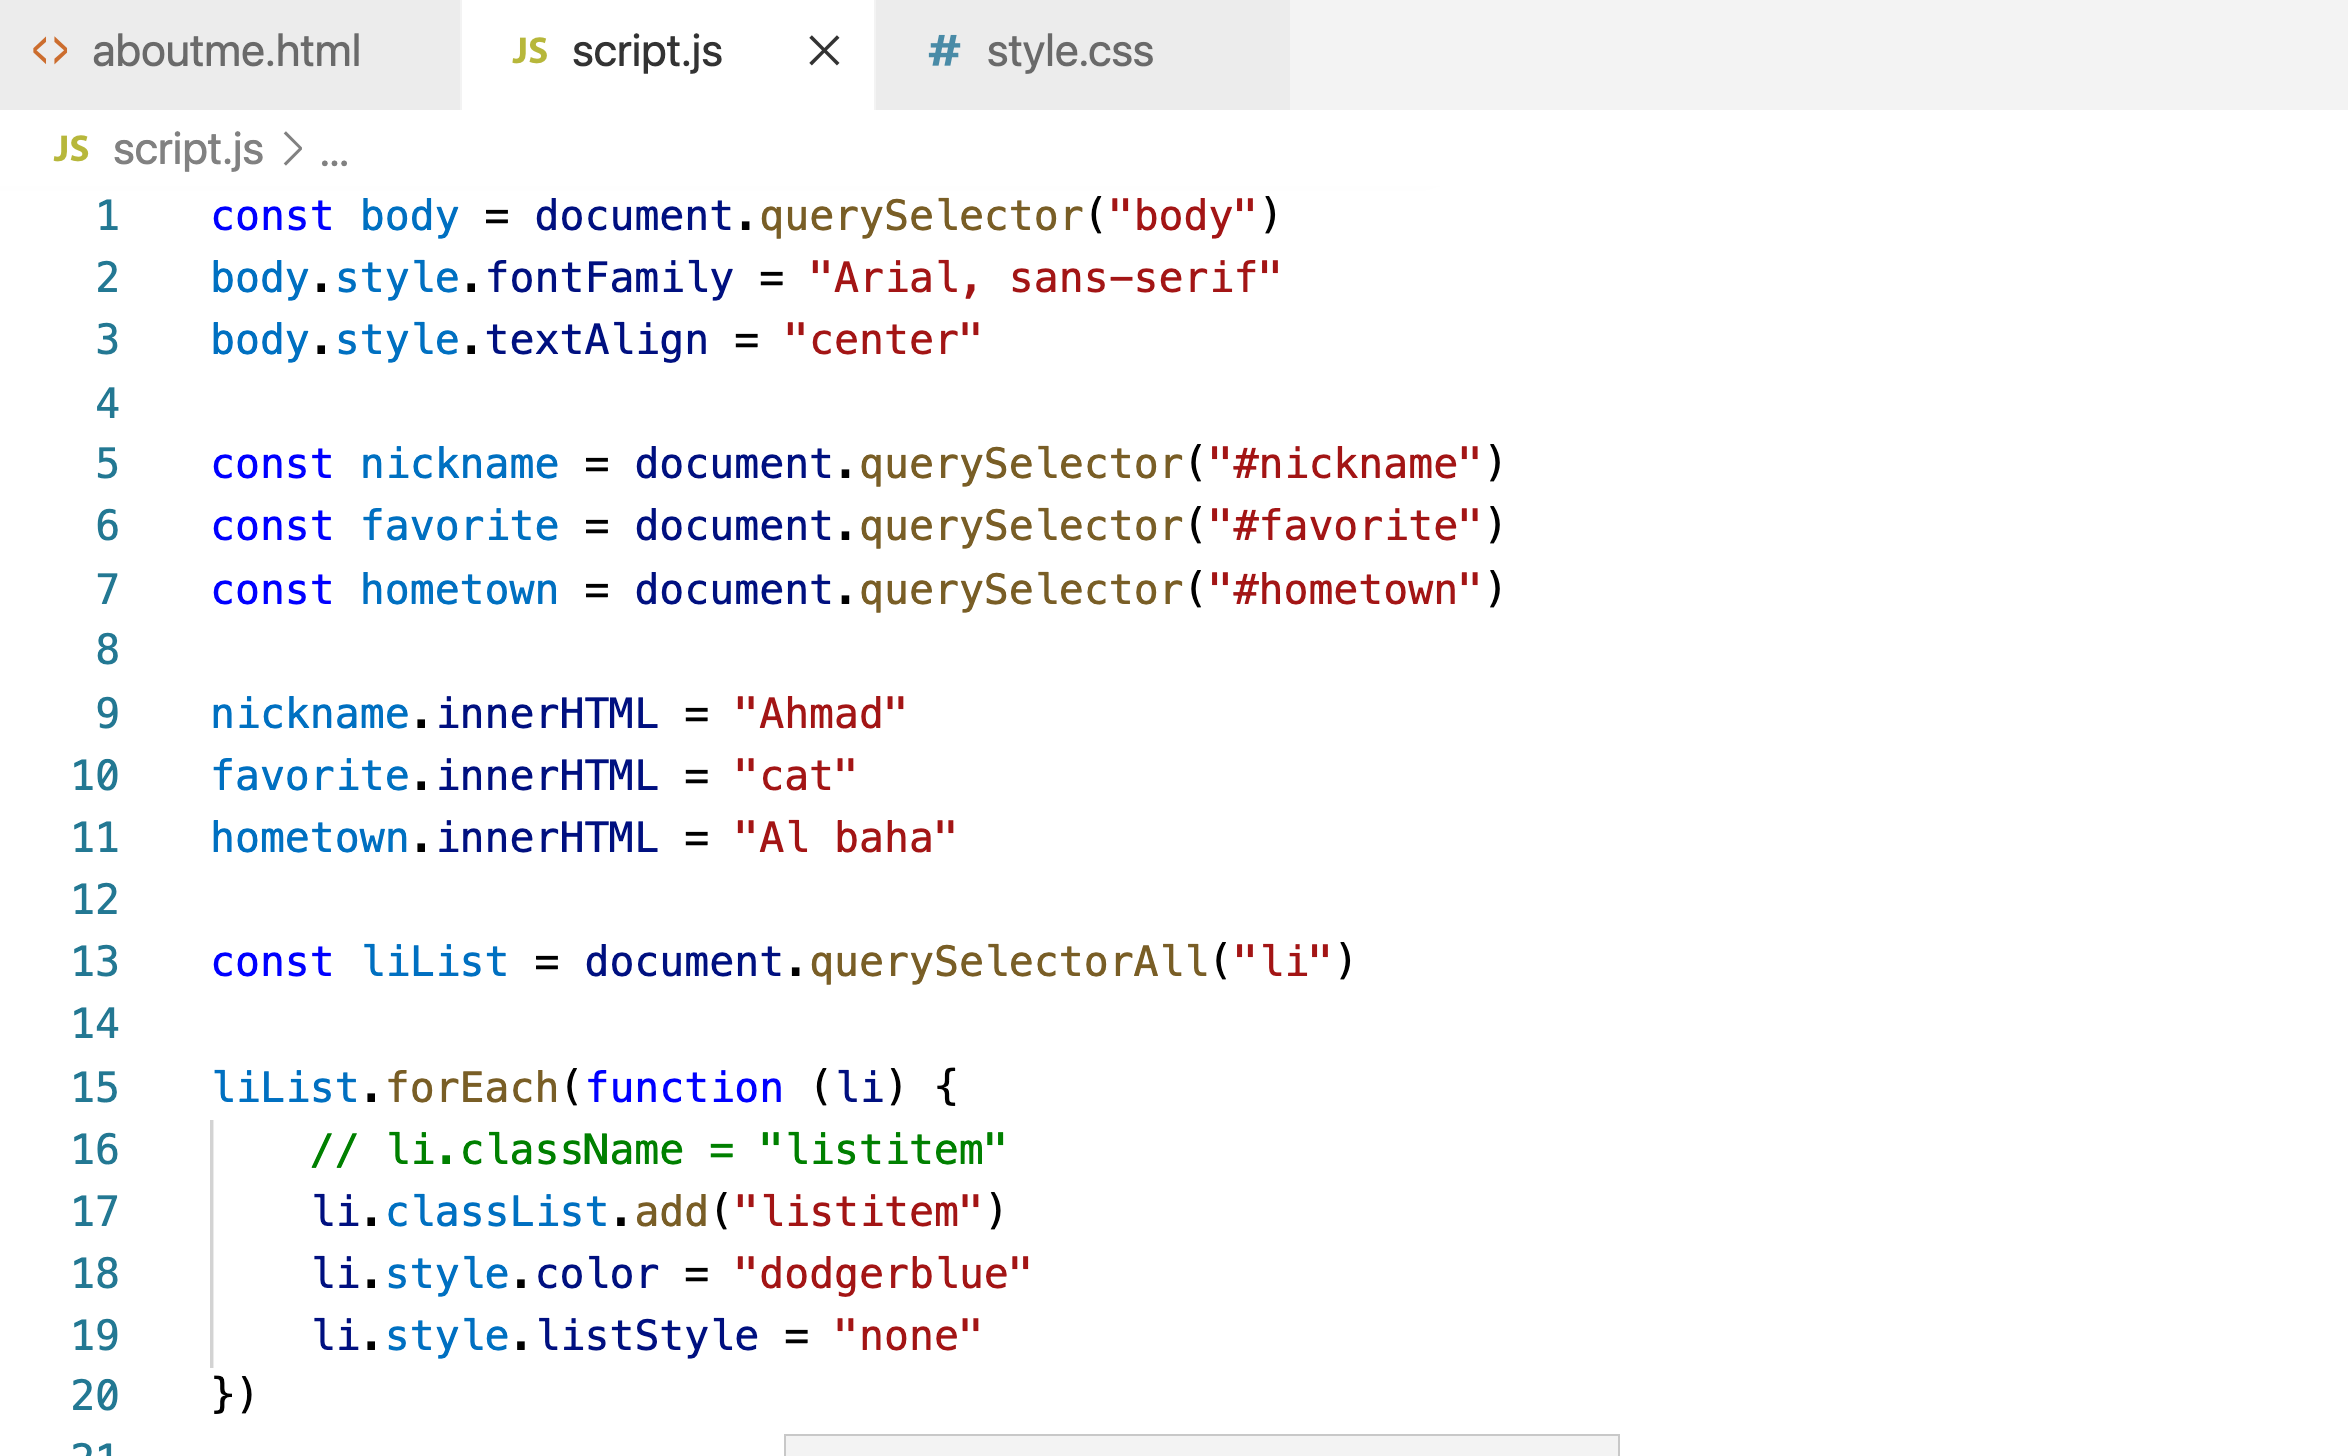 <> aboutme.html JS script.js × # style.css
JS script.js > ...
1 const body = document.querySelector("body")
2 body.style.fontFamily = "Arial, sans-serif"
3 body.style.textAlign = "center"
4
5 const nickname = document.querySelector("#nickname")
6 const favorite = document.querySelector("#favorite")
7 const hometown = document.querySelector("#hometown")
8
9 nickname.innerHTML = "Ahmad"
10 favorite.innerHTML = "cat"
11 hometown.innerHTML = "Al baha"
12
13 const liList = document.querySelectorAll("li")
14
15 liList.forEach(function (li) {
16     // li.className = "listitem"
17     li.classList.add("listitem")
18     li.style.color = "dodgerblue"
19     li.style.listStyle = "none"
20 })
21